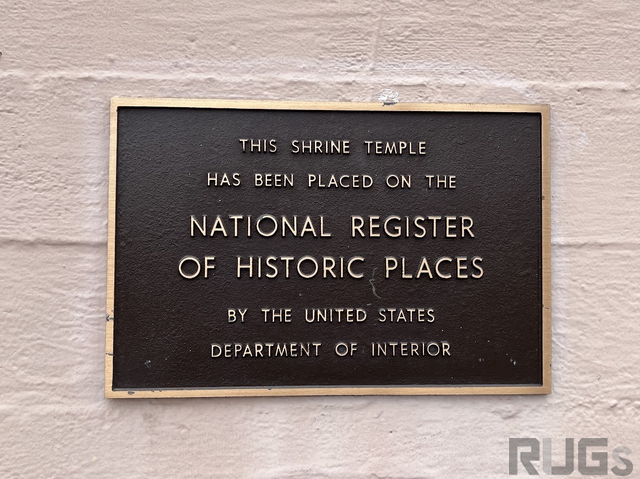 THIS SHRINE TEMPLE
HAS BEEN PLACED ON THE
NATIONAL REGISTER
OF HISTORIC PLACES
BY THE UNITED STATES
DEPARTMENT OF INTERIOR
RUGs